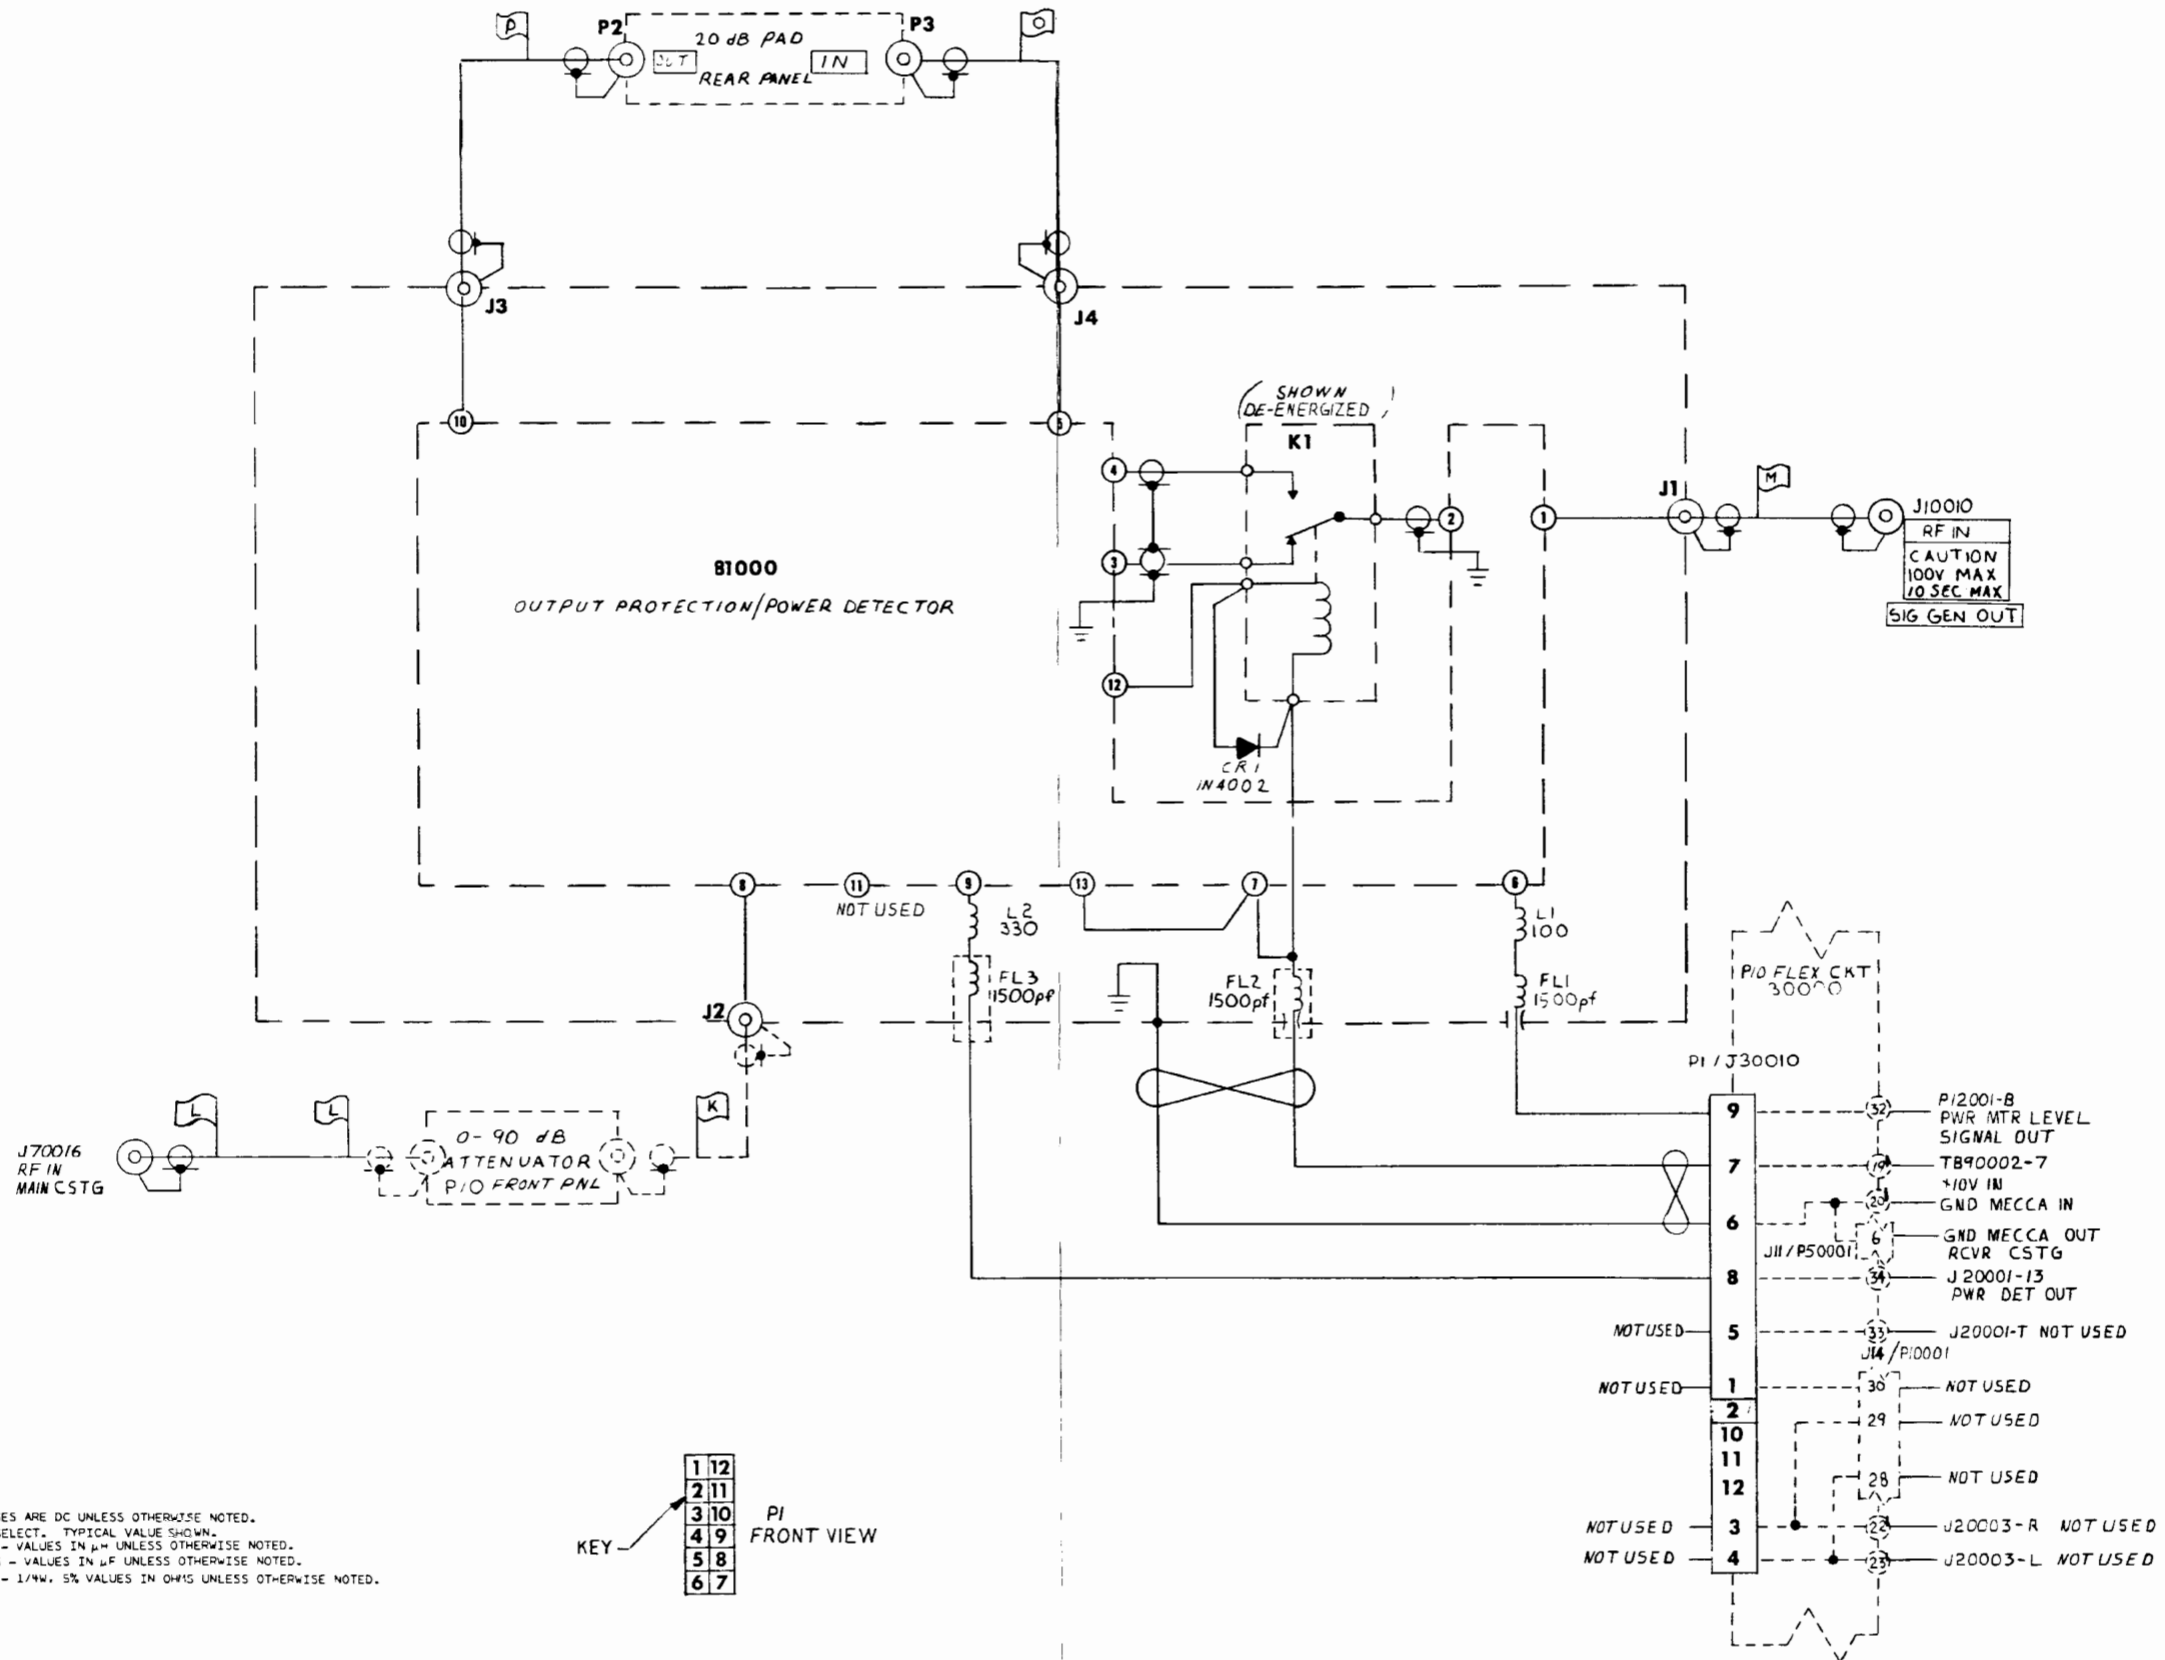 P
P2
20 dB PAD
OUT
IN
REAR PANEL
P3
O
J3
J4
10
5
(SHOWN
DE-ENERGIZED)
K1
4
3
12
2
1
J1
M
J10010
RF IN
CAUTION
100V MAX
10 SEC MAX
SIG GEN OUT
81000
OUTPUT PROTECTION/POWER DETECTOR
CR1
1N4002
8
11
NOT USED
9
L2
330
13
7
6
L1
100
FL3
1500pf
FL2
1500pf
FL1
1500pf
J2
P/O FLEX CKT
P1/J30010
J70016
RF IN
MAIN CSTG
L
L
0-90 dB
ATTENUATOR
P/O FRONT PNL
K
9
32
P12001-B
PWR MTR LEVEL
SIGNAL OUT
7
19
TB90002-7
+10V IN
6
20
GND MECCA IN
J11/P50001
6
GND MECCA OUT
RCVR CSTG
8
34
J20001-13
PWR DET OUT
NOT USED
5
33
J20001-T NOT USED
J14/P10001
NOT USED
1
30
NOT USED
2
10
29
NOT USED
11
12
28
NOT USED
NOT USED
3
22
J20003-R NOT USED
NOT USED
4
23
J20003-L NOT USED
1 12
2 11
3 10
4 9
5 8
6 7
KEY
P1
FRONT VIEW
ES ARE DC UNLESS OTHERWISE NOTED.
ELECT. TYPICAL VALUE SHOWN.
- VALUES IN μH UNLESS OTHERWISE NOTED.
- VALUES IN μF UNLESS OTHERWISE NOTED.
- 1/4W. 5% VALUES IN OHMS UNLESS OTHERWISE NOTED.